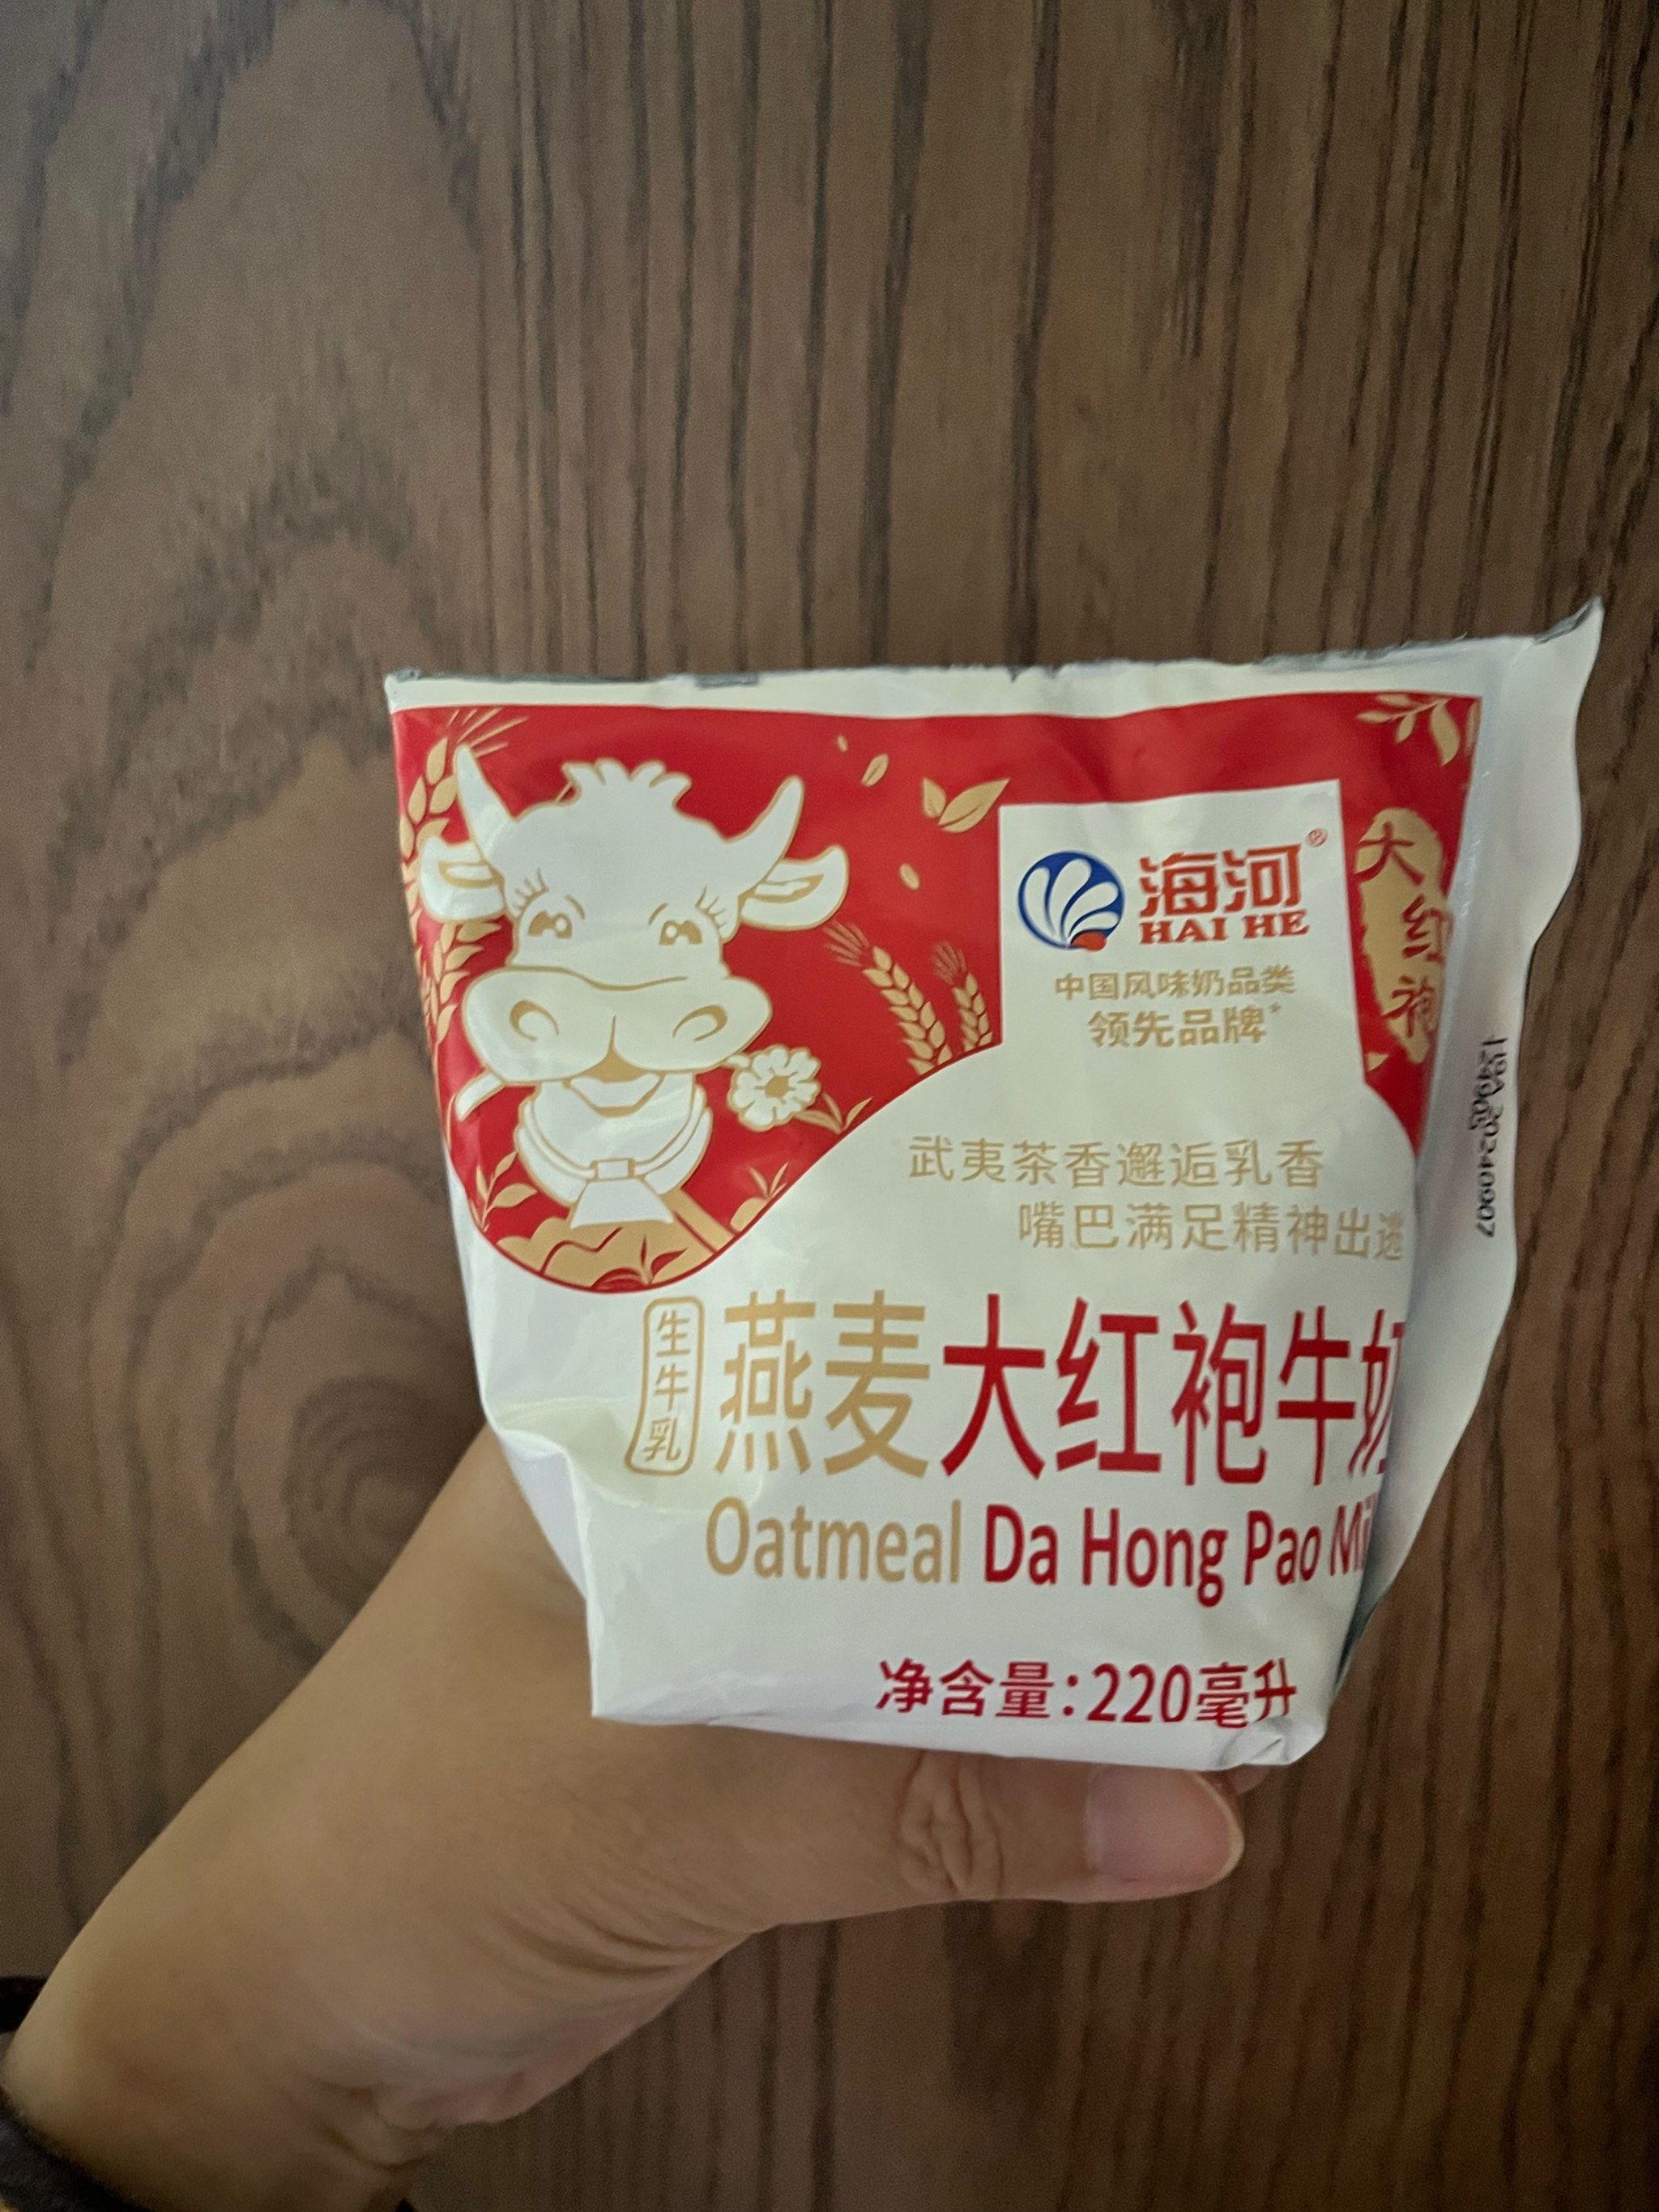 海河®
HAI HE
中国风味奶品类
领先品牌*
大红袍
武夷茶香邂逅乳香
嘴巴满足精神出逃
生牛乳
燕麦大红袍牛奶
Oatmeal Da Hong Pao Mi
净含量:220毫升
20240907